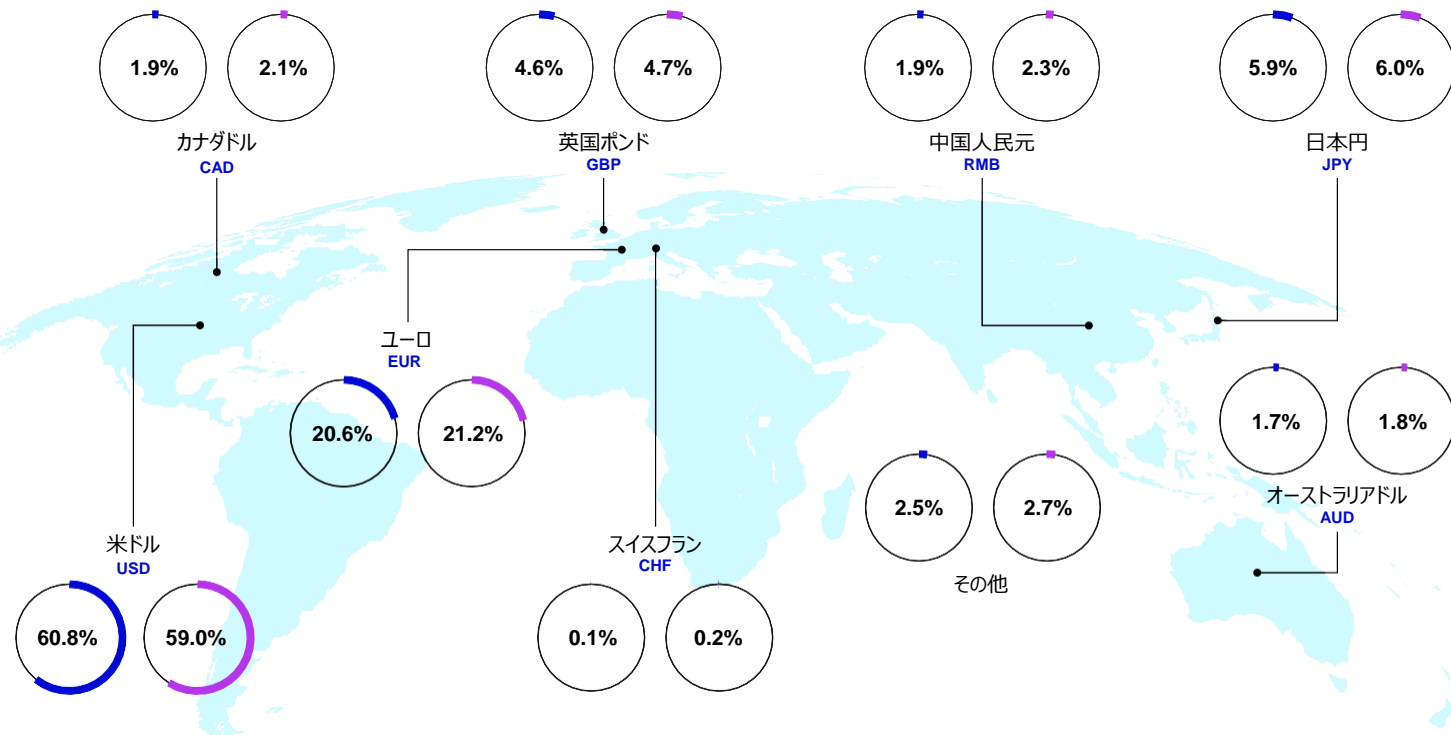 1.9% 2.1%
カナダドル
CAD
4.6% 4.7%
英国ポンド
GBP
1.9% 2.3%
中国人民元
RMB
5.9% 6.0%
日本円
JPY
ユーロ
EUR
20.6% 21.2%
1.7% 1.8%
オーストラリアドル
AUD
2.5% 2.7%
その他
米ドル
USD
60.8% 59.0%
スイスフラン
CHF
0.1% 0.2%